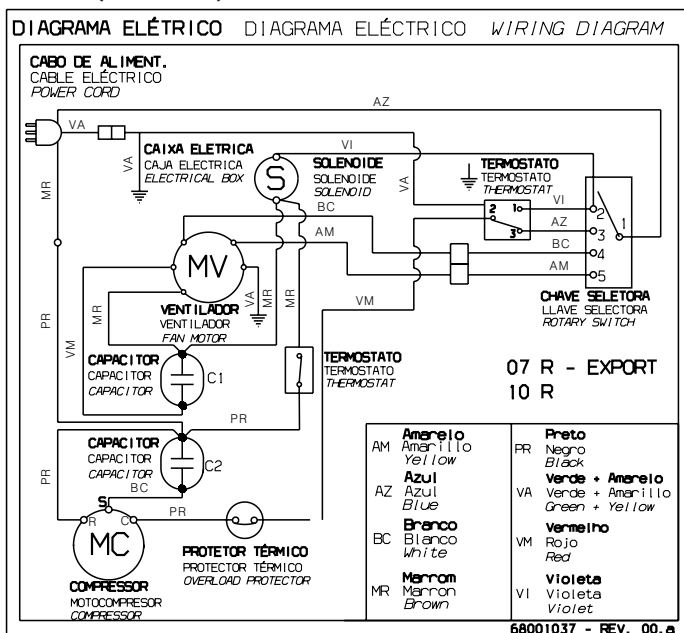 DIAGRAMA ELÉTRICO DIAGRAMA ELÉCTRICO WIRING DIAGRAM
CABO DE ALIMENT.
CABLE ELÉCTRICO
POWER CORD
AZ
VA
CAIXA ELETRICA
CAJA ELECTRICA
ELECTRICAL BOX
VA
VI
S
SOLENOIDE
SOLENOIDE
SOLENOID
VA
TERMOSTATO
TERMOSTATO
THERMOSTAT
MR
BC
AM
2 1
3
VI
AZ
BC
AM
1
2
3
4
5
MV
VENTILADOR
VENTILADOR
FAN MOTOR
VA
MR
MR
VM
CHAVE SELETORA
LLAVE SELECTORA
ROTARY SWITCH
PR
VM
MR
CAPACITOR
CAPACITOR
CAPACITOR
C1
TERMOSTATO
TERMOSTATO
THERMOSTAT
07 R - EXPORT
10 R
PR
CAPACITOR
CAPACITOR
CAPACITOR
C2
PR
BC
S
R C
PR
MC
PROTETOR TÉRMICO
PROTECTOR TÉRMICO
OVERLOAD PROTECTOR
COMPRESSOR
MOTOCOMPRESOR
COMPRESSOR
AM
Amarelo
Amarillo
Yellow
AZ
Azul
Azul
Blue
BC
Branco
Blanco
White
MR
Marrom
Marron
Brown
PR
Preto
Negro
Black
VA
Verde + Amarelo
Verde + Amarillo
Green + Yellow
VM
Vermelho
Rojo
Red
VI
Violeta
Violeta
Violet
68001037 - REV. 00.a